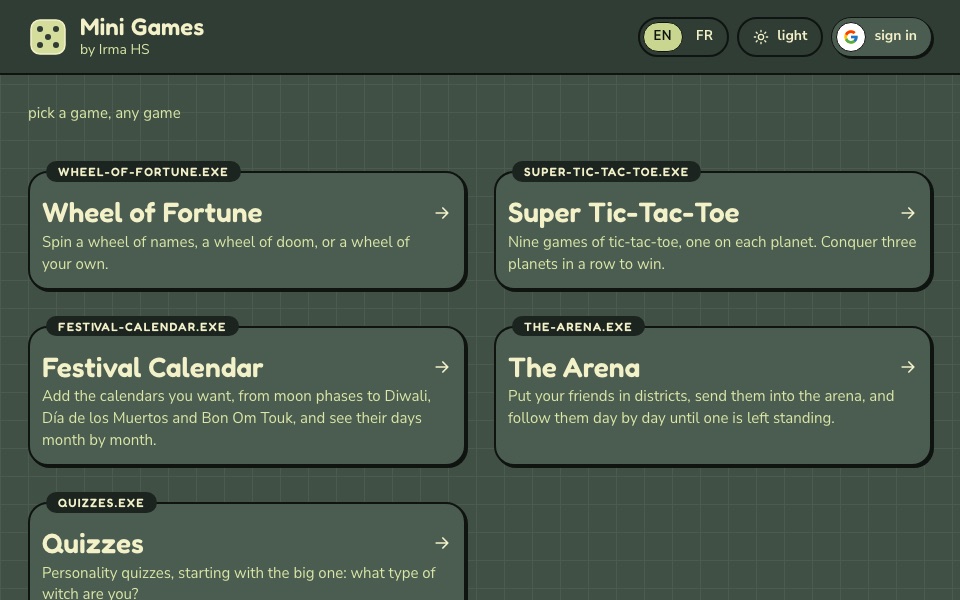 Mini Games
by Irma HS
EN FR
light
sign in
pick a game, any game
WHEEL-OF-FORTUNE.EXE
Wheel of Fortune →
Spin a wheel of names, a wheel of doom, or a wheel of
your own.
SUPER-TIC-TAC-TOE.EXE
Super Tic-Tac-Toe →
Nine games of tic-tac-toe, one on each planet. Conquer three
planets in a row to win.
FESTIVAL-CALENDAR.EXE
Festival Calendar →
Add the calendars you want, from moon phases to Diwali,
Día de los Muertos and Bon Om Touk, and see their days
month by month.
THE-ARENA.EXE
The Arena →
Put your friends in districts, send them into the arena, and
follow them day by day until one is left standing.
QUIZZES.EXE
Quizzes →
Personality quizzes, starting with the big one: what type of
witch are you?